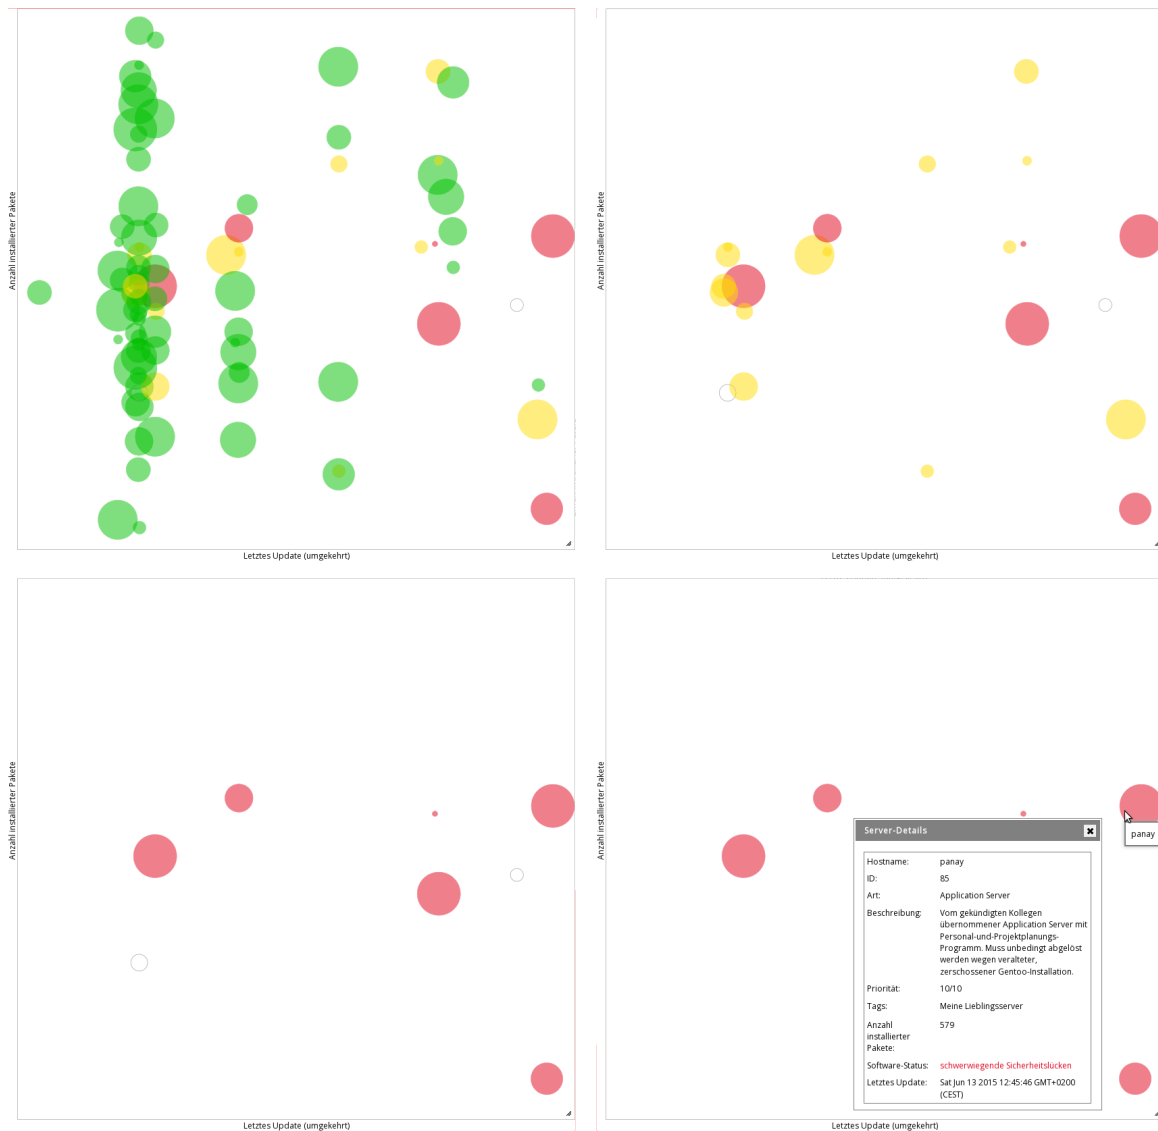 Anzahl installierter Pakete
Letztes Update (umgekehrt)
Anzahl installierter Pakete
Letztes Update (umgekehrt)
Anzahl installierter Pakete
Letztes Update (umgekehrt)
Anzahl installierter Pakete
panay
Server-Details
Hostname: panay
ID: 85
Art: Application Server
Beschreibung: Vom gekündigten Kollegen
übernommener Application Server mit
Personal-und-Projektplanungs-
Programm. Muss unbedingt abgelöst
werden wegen veralteter,
zerschossener Gentoo-Installation.
Priorität: 10/10
Tags: Meine Lieblingsserver
Anzahl 579
installierter
Pakete:
Software-Status: schwerwiegende Sicherheitslücken
Letztes Update: Sat Jun 13 2015 12:45:46 GMT+0200
(CEST)
Letztes Update (umgekehrt)